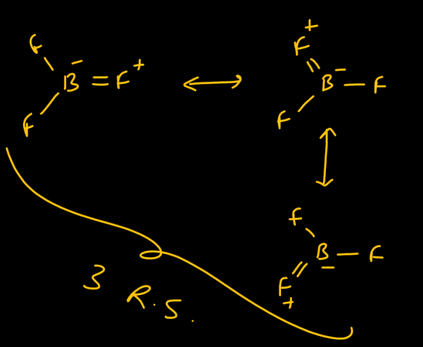 F
B⁻ = F⁺ ⟷
F
F⁺
B⁻ — F
F
F
B⁻ — F
F⁺
3 R.S.